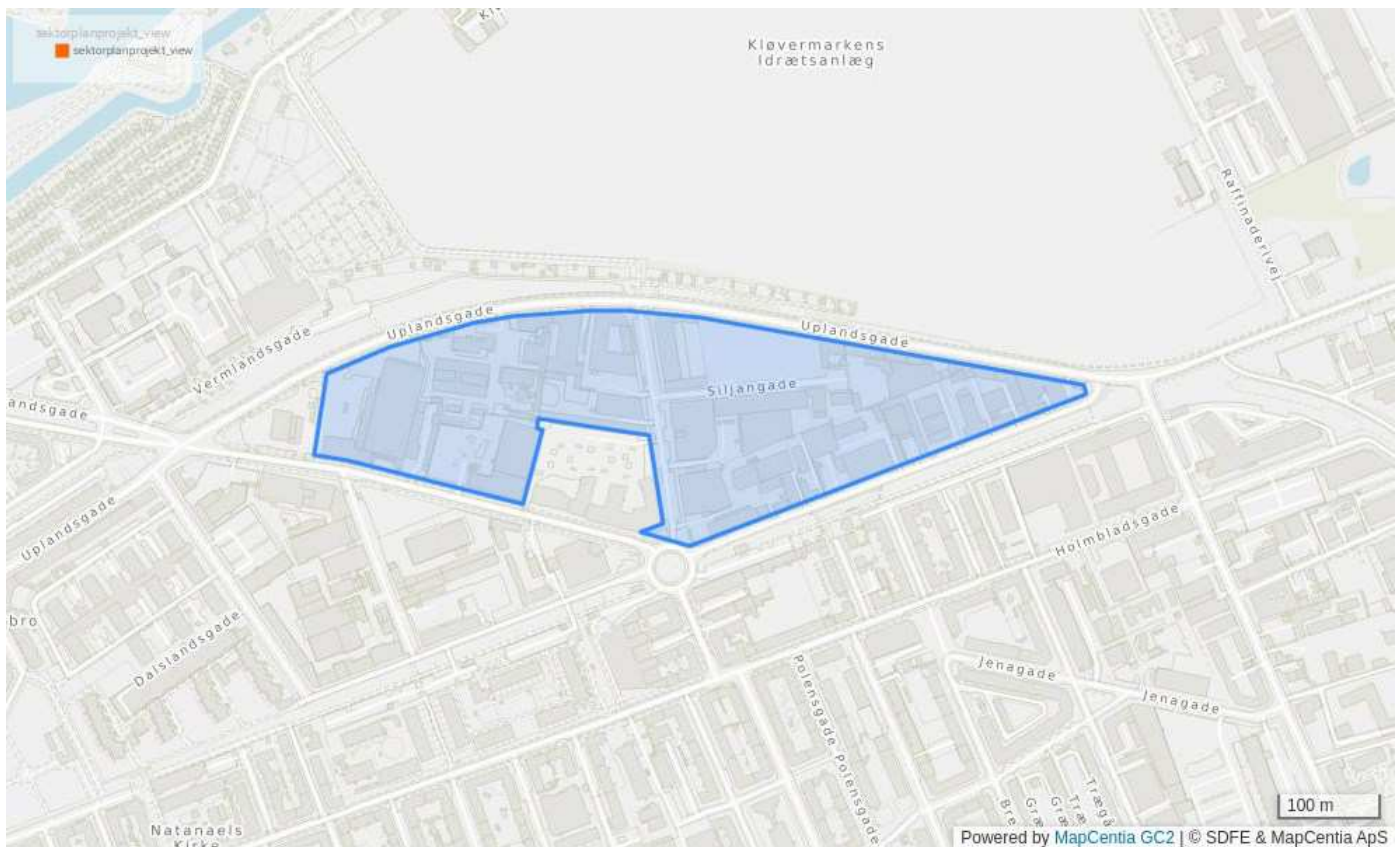 sektorplanprojekt_view
sektorplanprojekt_view
Kløvermarkens
Idrætsanlæg
Raffinaderivej
Uplandsgade
Uplandsgade
Vermlandsgade
Siljangade
andsgade
Uplandsgade
Holmbladsgade
bro
Dalslandsgade
Jenagade
Jenagade
Polensgade
Polensgade
Natanaels
Kirke
100 m
Powered by MapCentia GC2 | © SDFE & MapCentia ApS